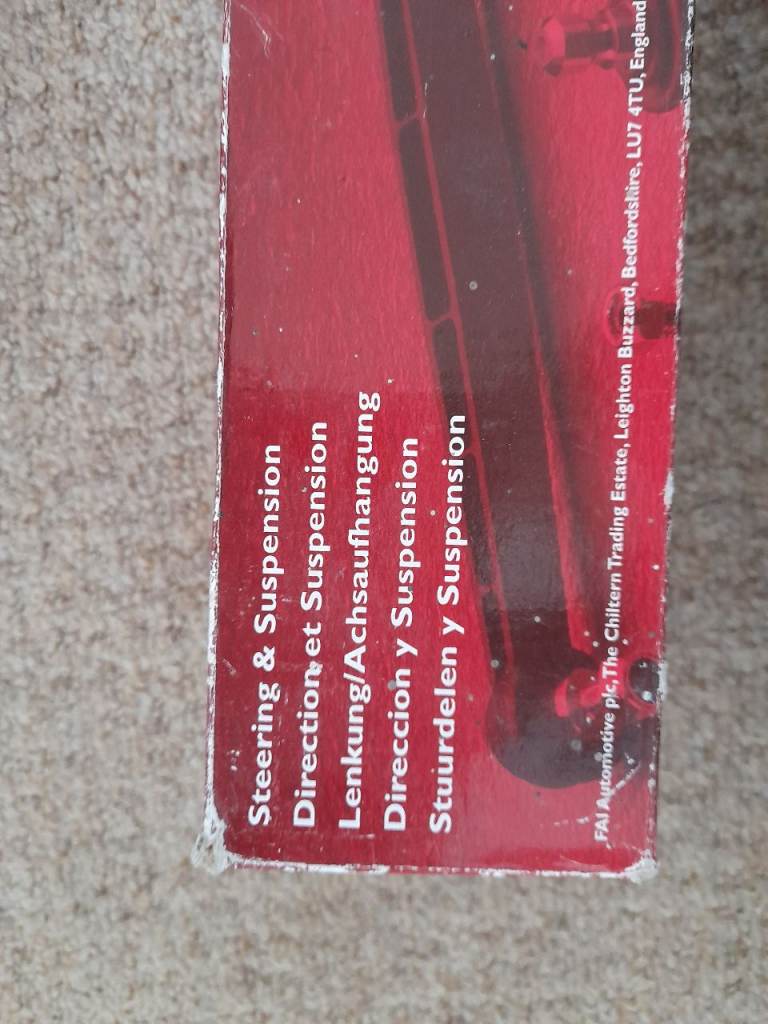 Steering & Suspension
Direction et Suspension
Lenkung/Achsaufhangung
Direccion y Suspension
Stuurdelen y Suspension
FAI Automotive plc, The Chiltern Trading Estate, Leighton Buzzard, Bedfordshire, LU7 4TU, England